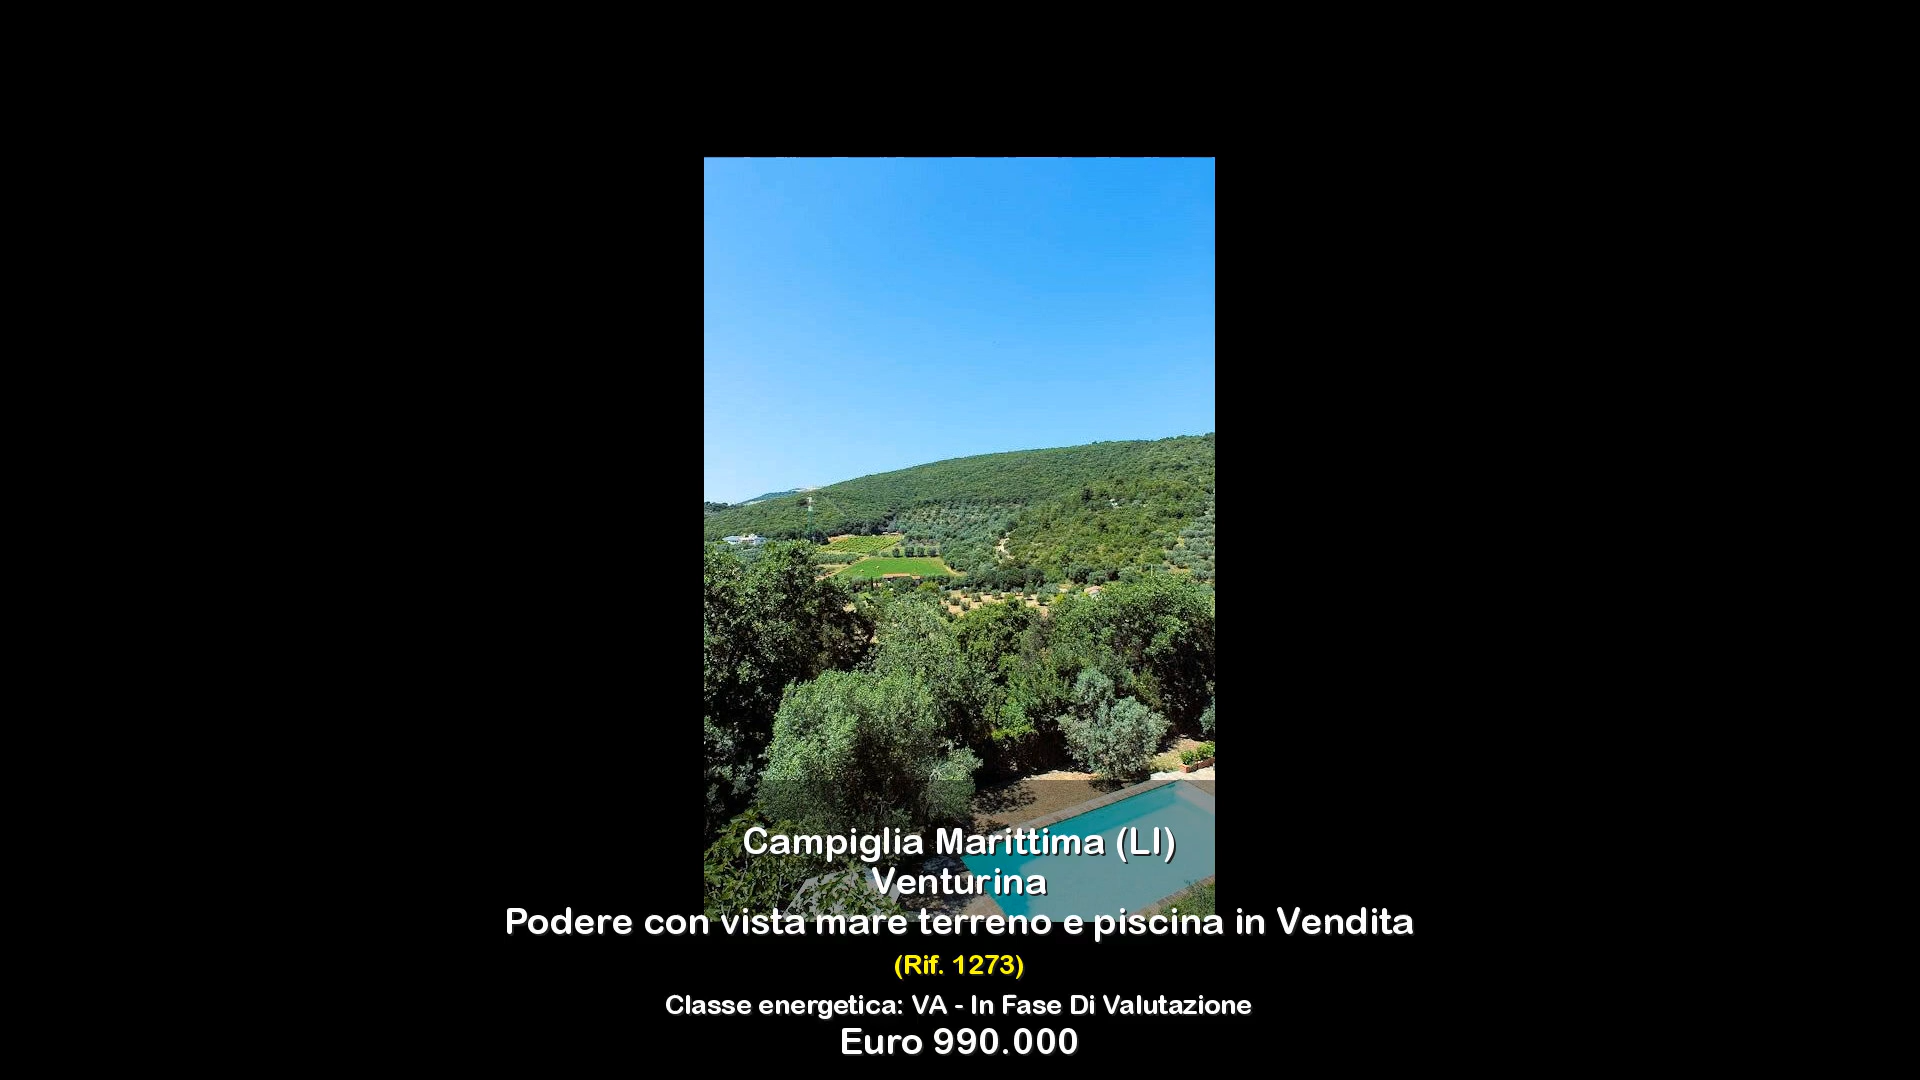 Campiglia Marittima (LI)
Venturina
Podere con vista mare terreno e piscina in Vendita
(Rif. 1273)
Classe energetica: VA - In Fase Di Valutazione
Euro 990.000